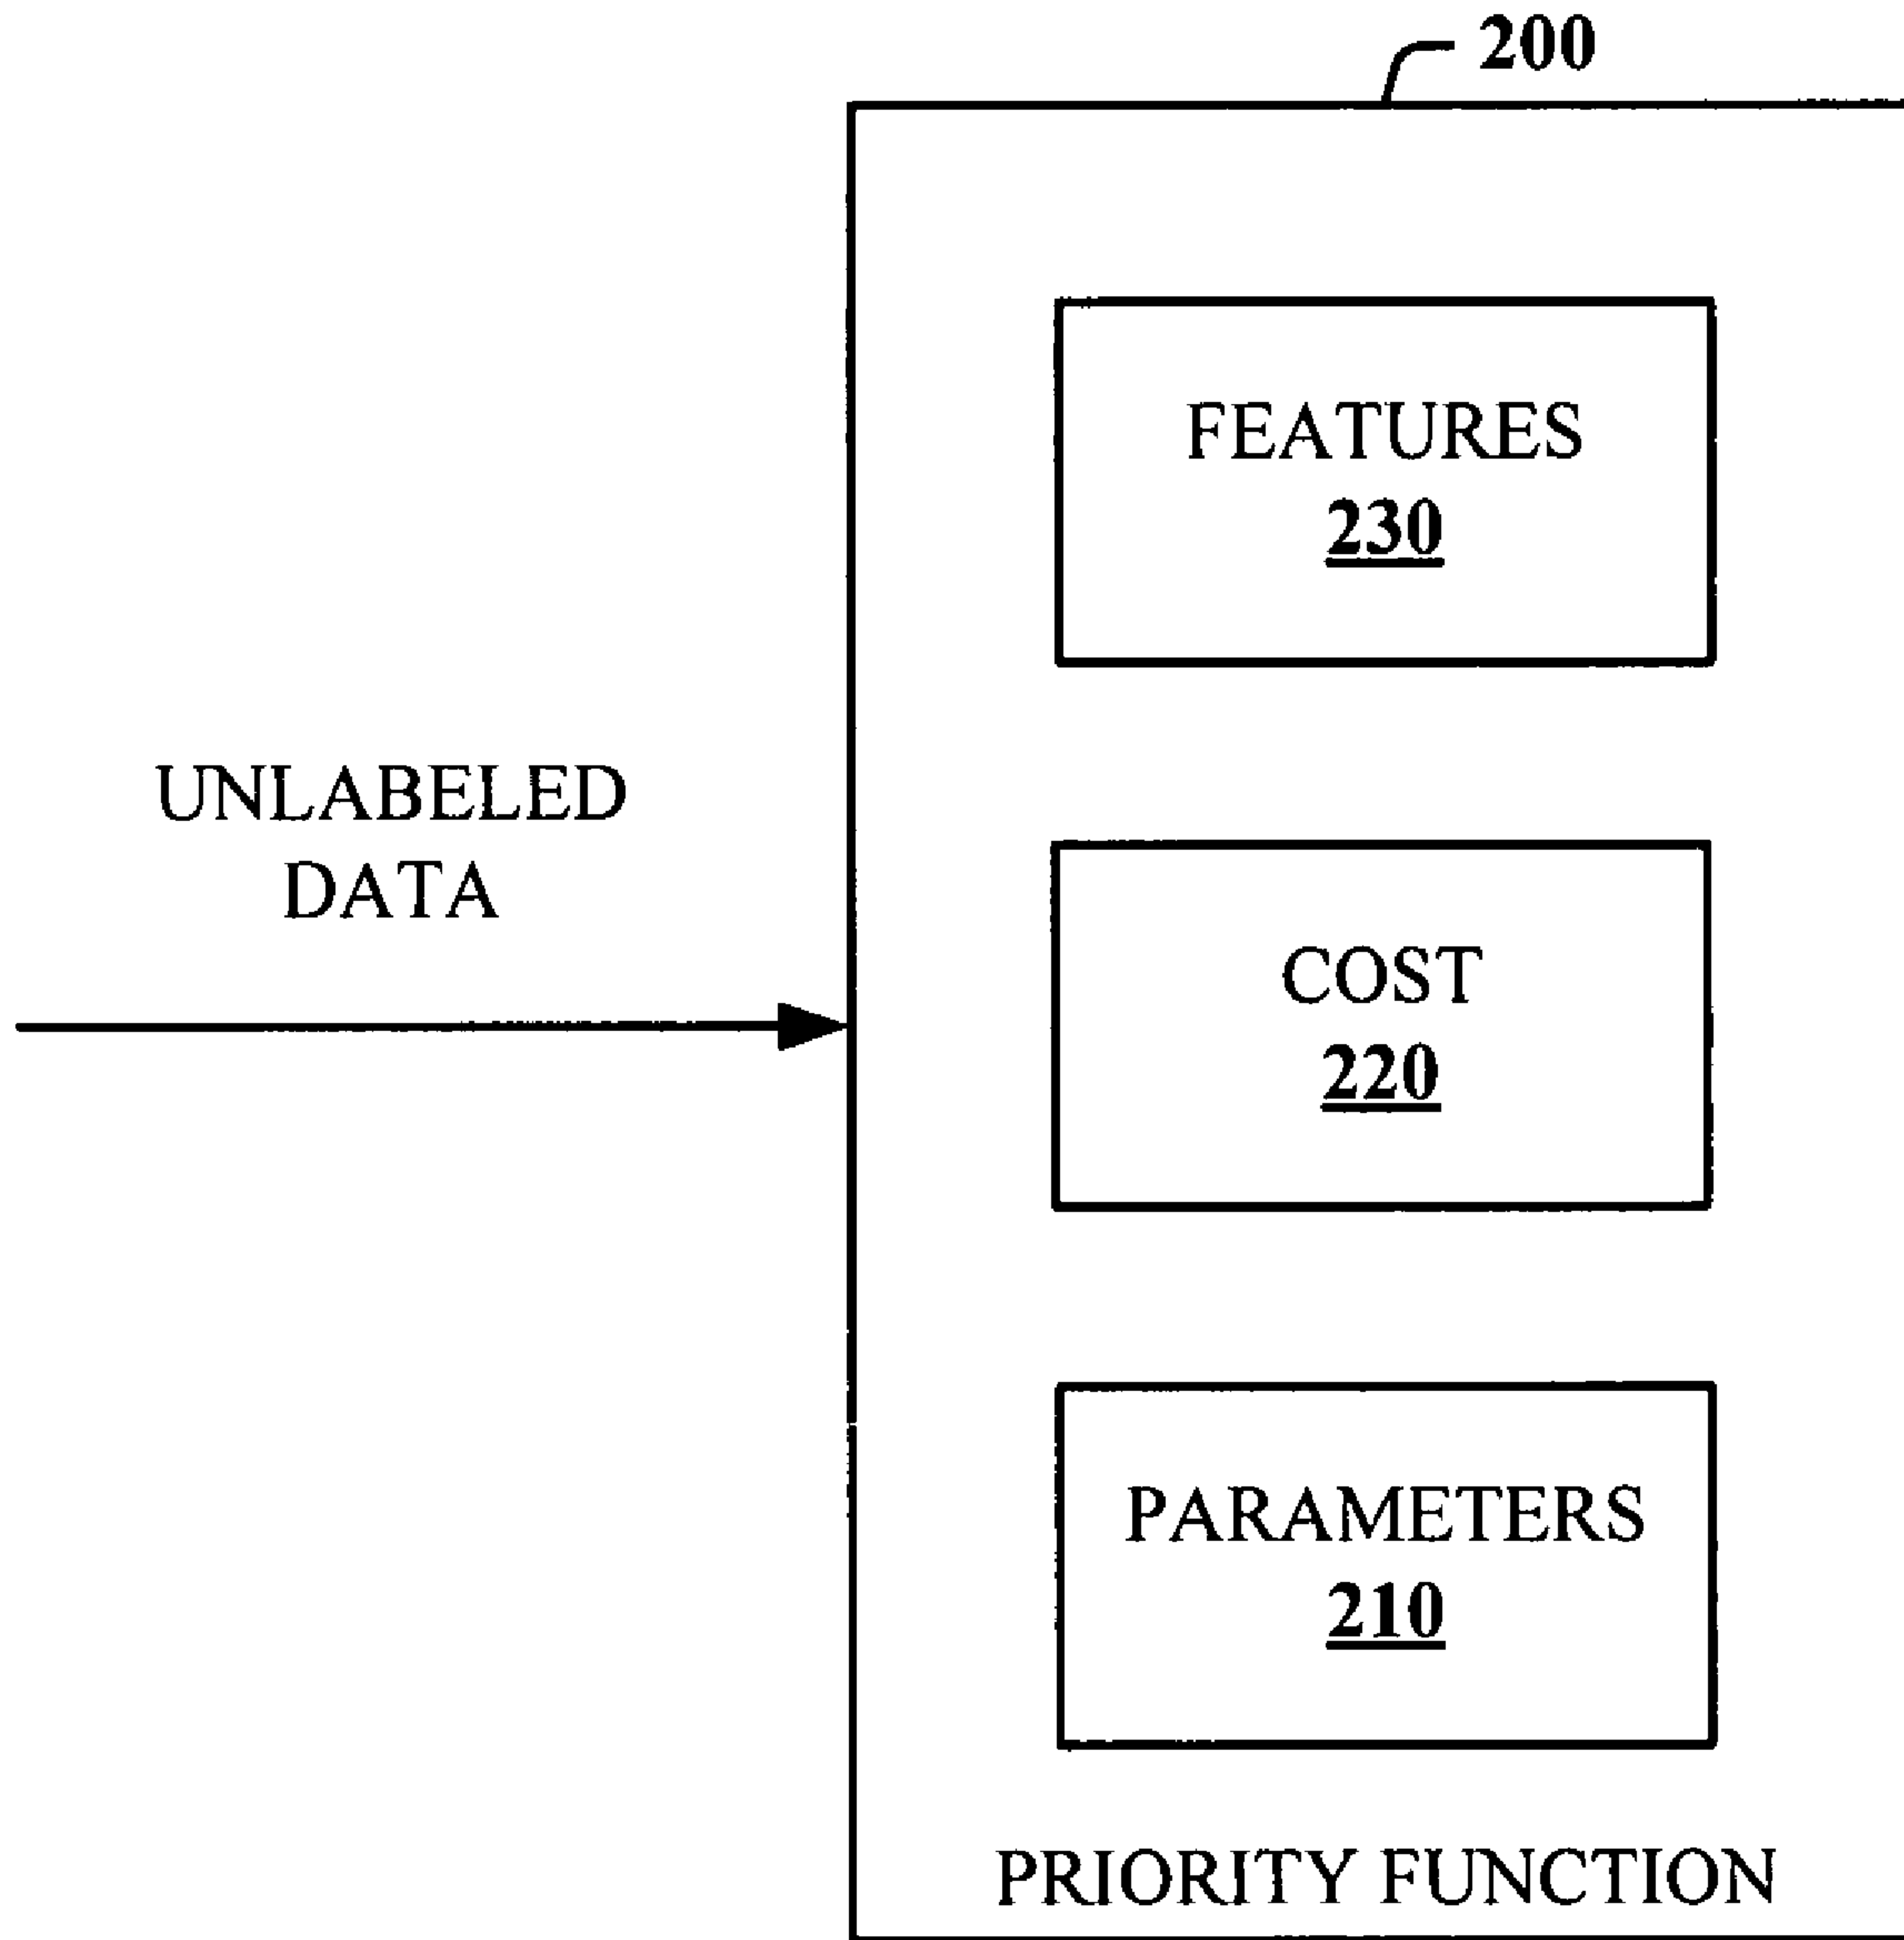 200
FEATURES
230
UNLABELED
DATA
COST
220
PARAMETERS
210
PRIORITY FUNCTION